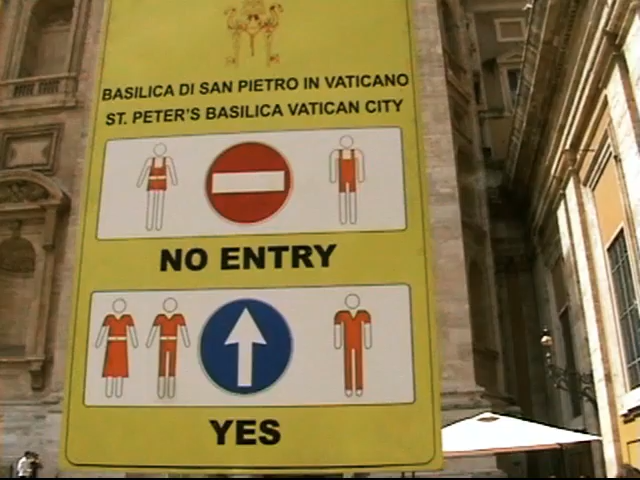 BASILICA DI SAN PIETRO IN VATICANO
ST. PETER'S BASILICA VATICAN CITY
NO ENTRY
YES